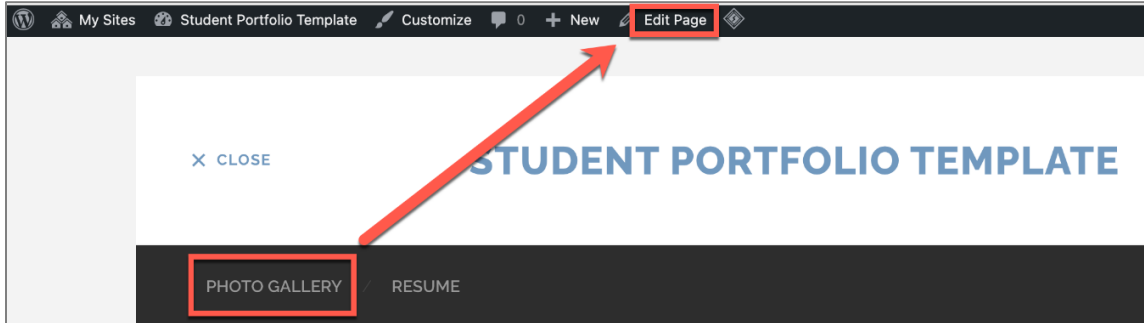 My Sites Student Portfolio Template Customize 0 New Edit Page
CLOSE STUDENT PORTFOLIO TEMPLATE
PHOTO GALLERY / RESUME